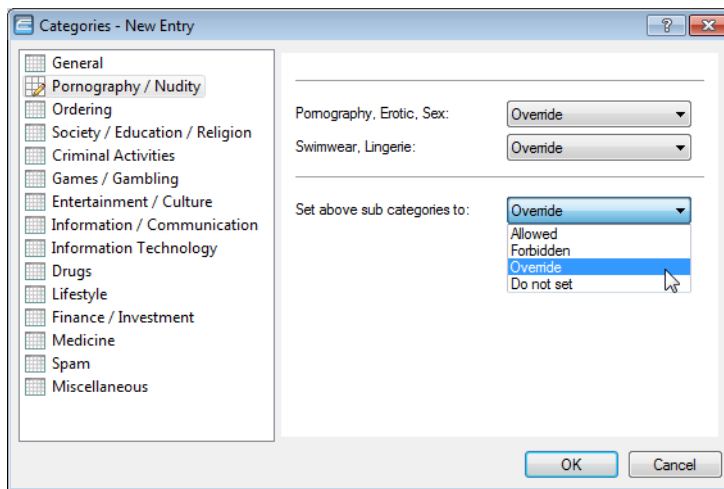 Categories - New Entry
General
Pornography / Nudity
Ordering
Society / Education / Religion
Criminal Activities
Games / Gambling
Entertainment / Culture
Information / Communication
Information Technology
Drugs
Lifestyle
Finance / Investment
Medicine
Spam
Miscellaneous
Pornography, Erotic, Sex: Override
Swimwear, Lingerie: Override
Set above sub categories to: Override
Allowed
Forbidden
Override
Do not set
OK Cancel